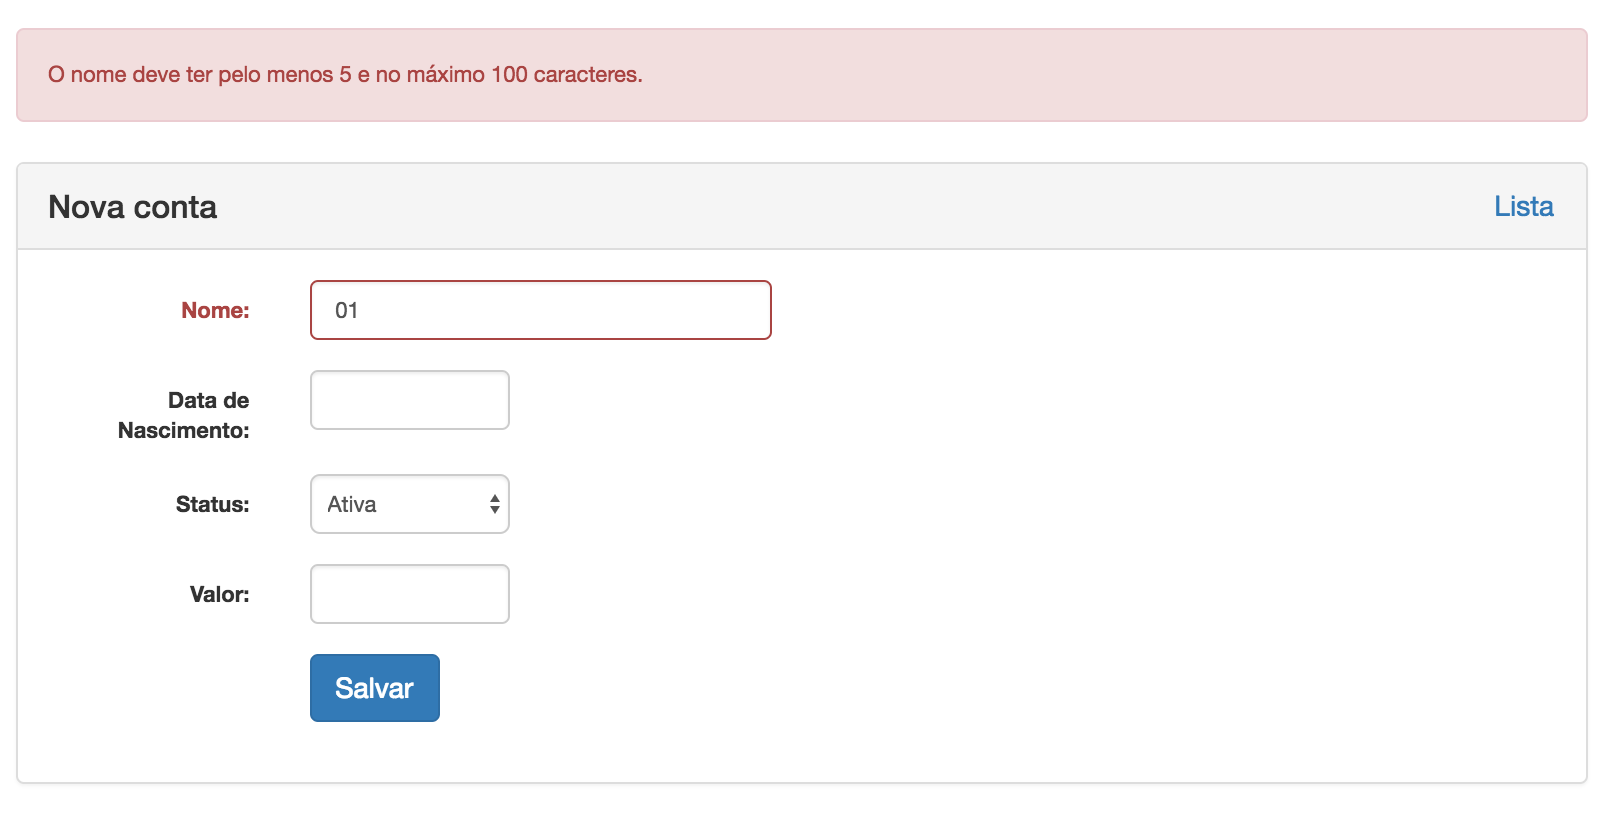 O nome deve ter pelo menos 5 e no máximo 100 caracteres.
Nova conta
Lista
Nome:
01
Data de
Nascimento:
Status:
Ativa
Valor:
Salvar